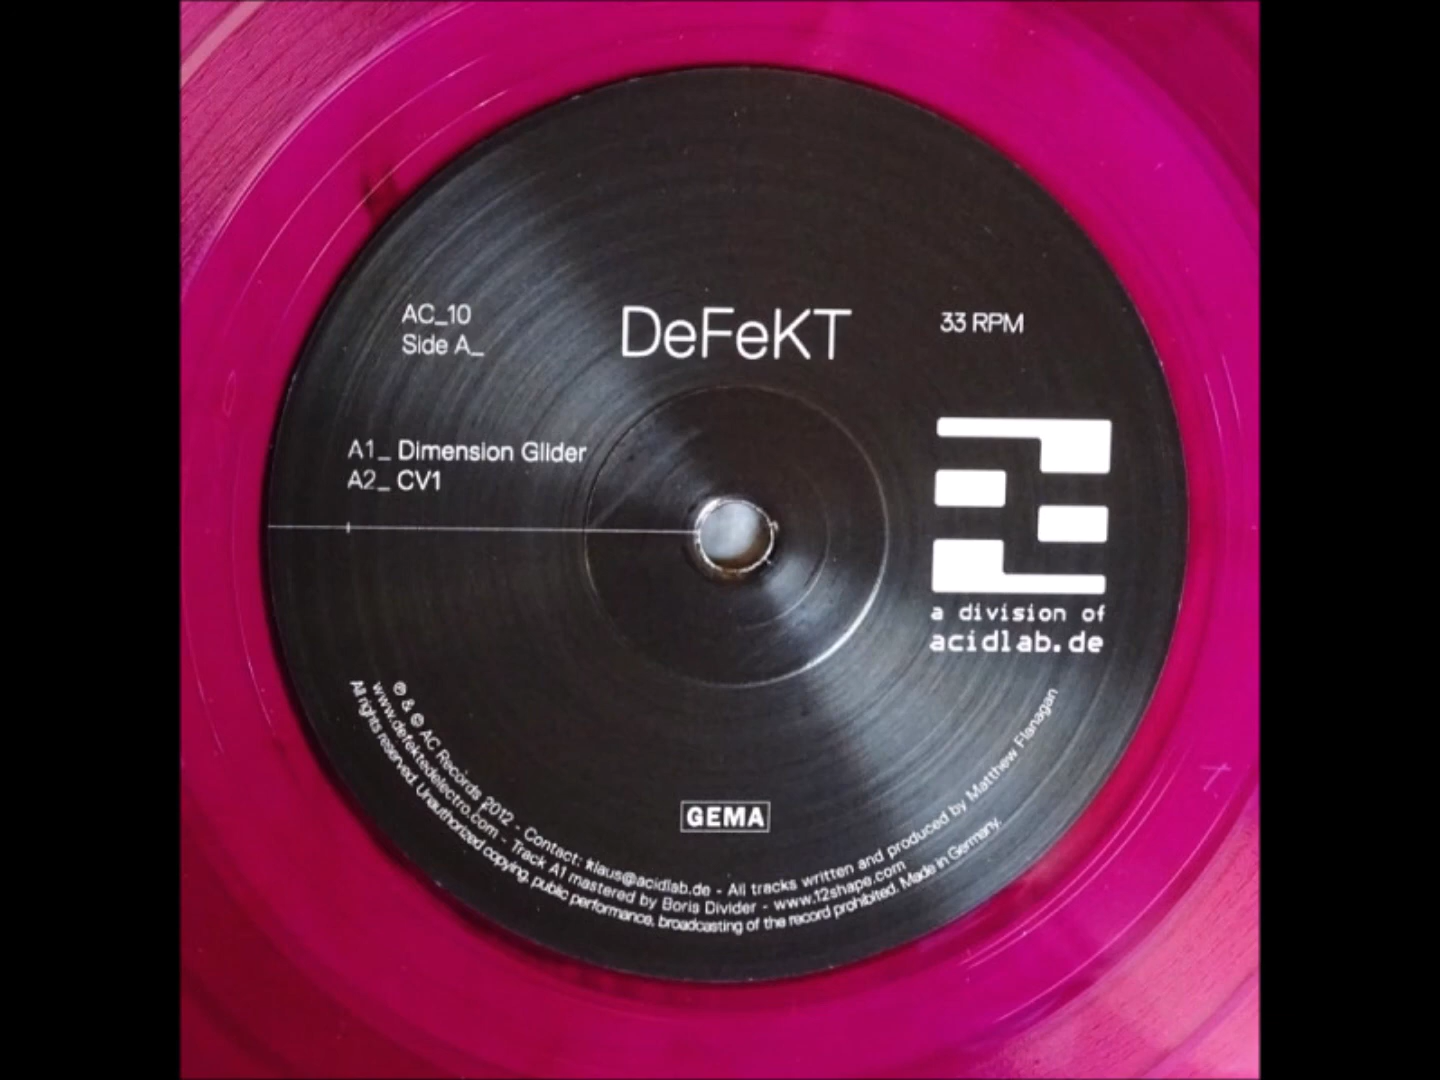 AC_10
Side A_
DeFeKT
33 RPM
A1_ Dimension Glider
A2_ CV1
a division of
acidlab.de
GEMA
℗ & © AC Records 2012 - Contact: klaus@acidlab.de - All tracks written and produced by Matthew Flanagan
www.defektedelectro.com - Track A1 mastered by Boris Divider - www.12shape.com
All rights reserved. Unauthorized copying, public performance, broadcasting of the record prohibited. Made in Germany.